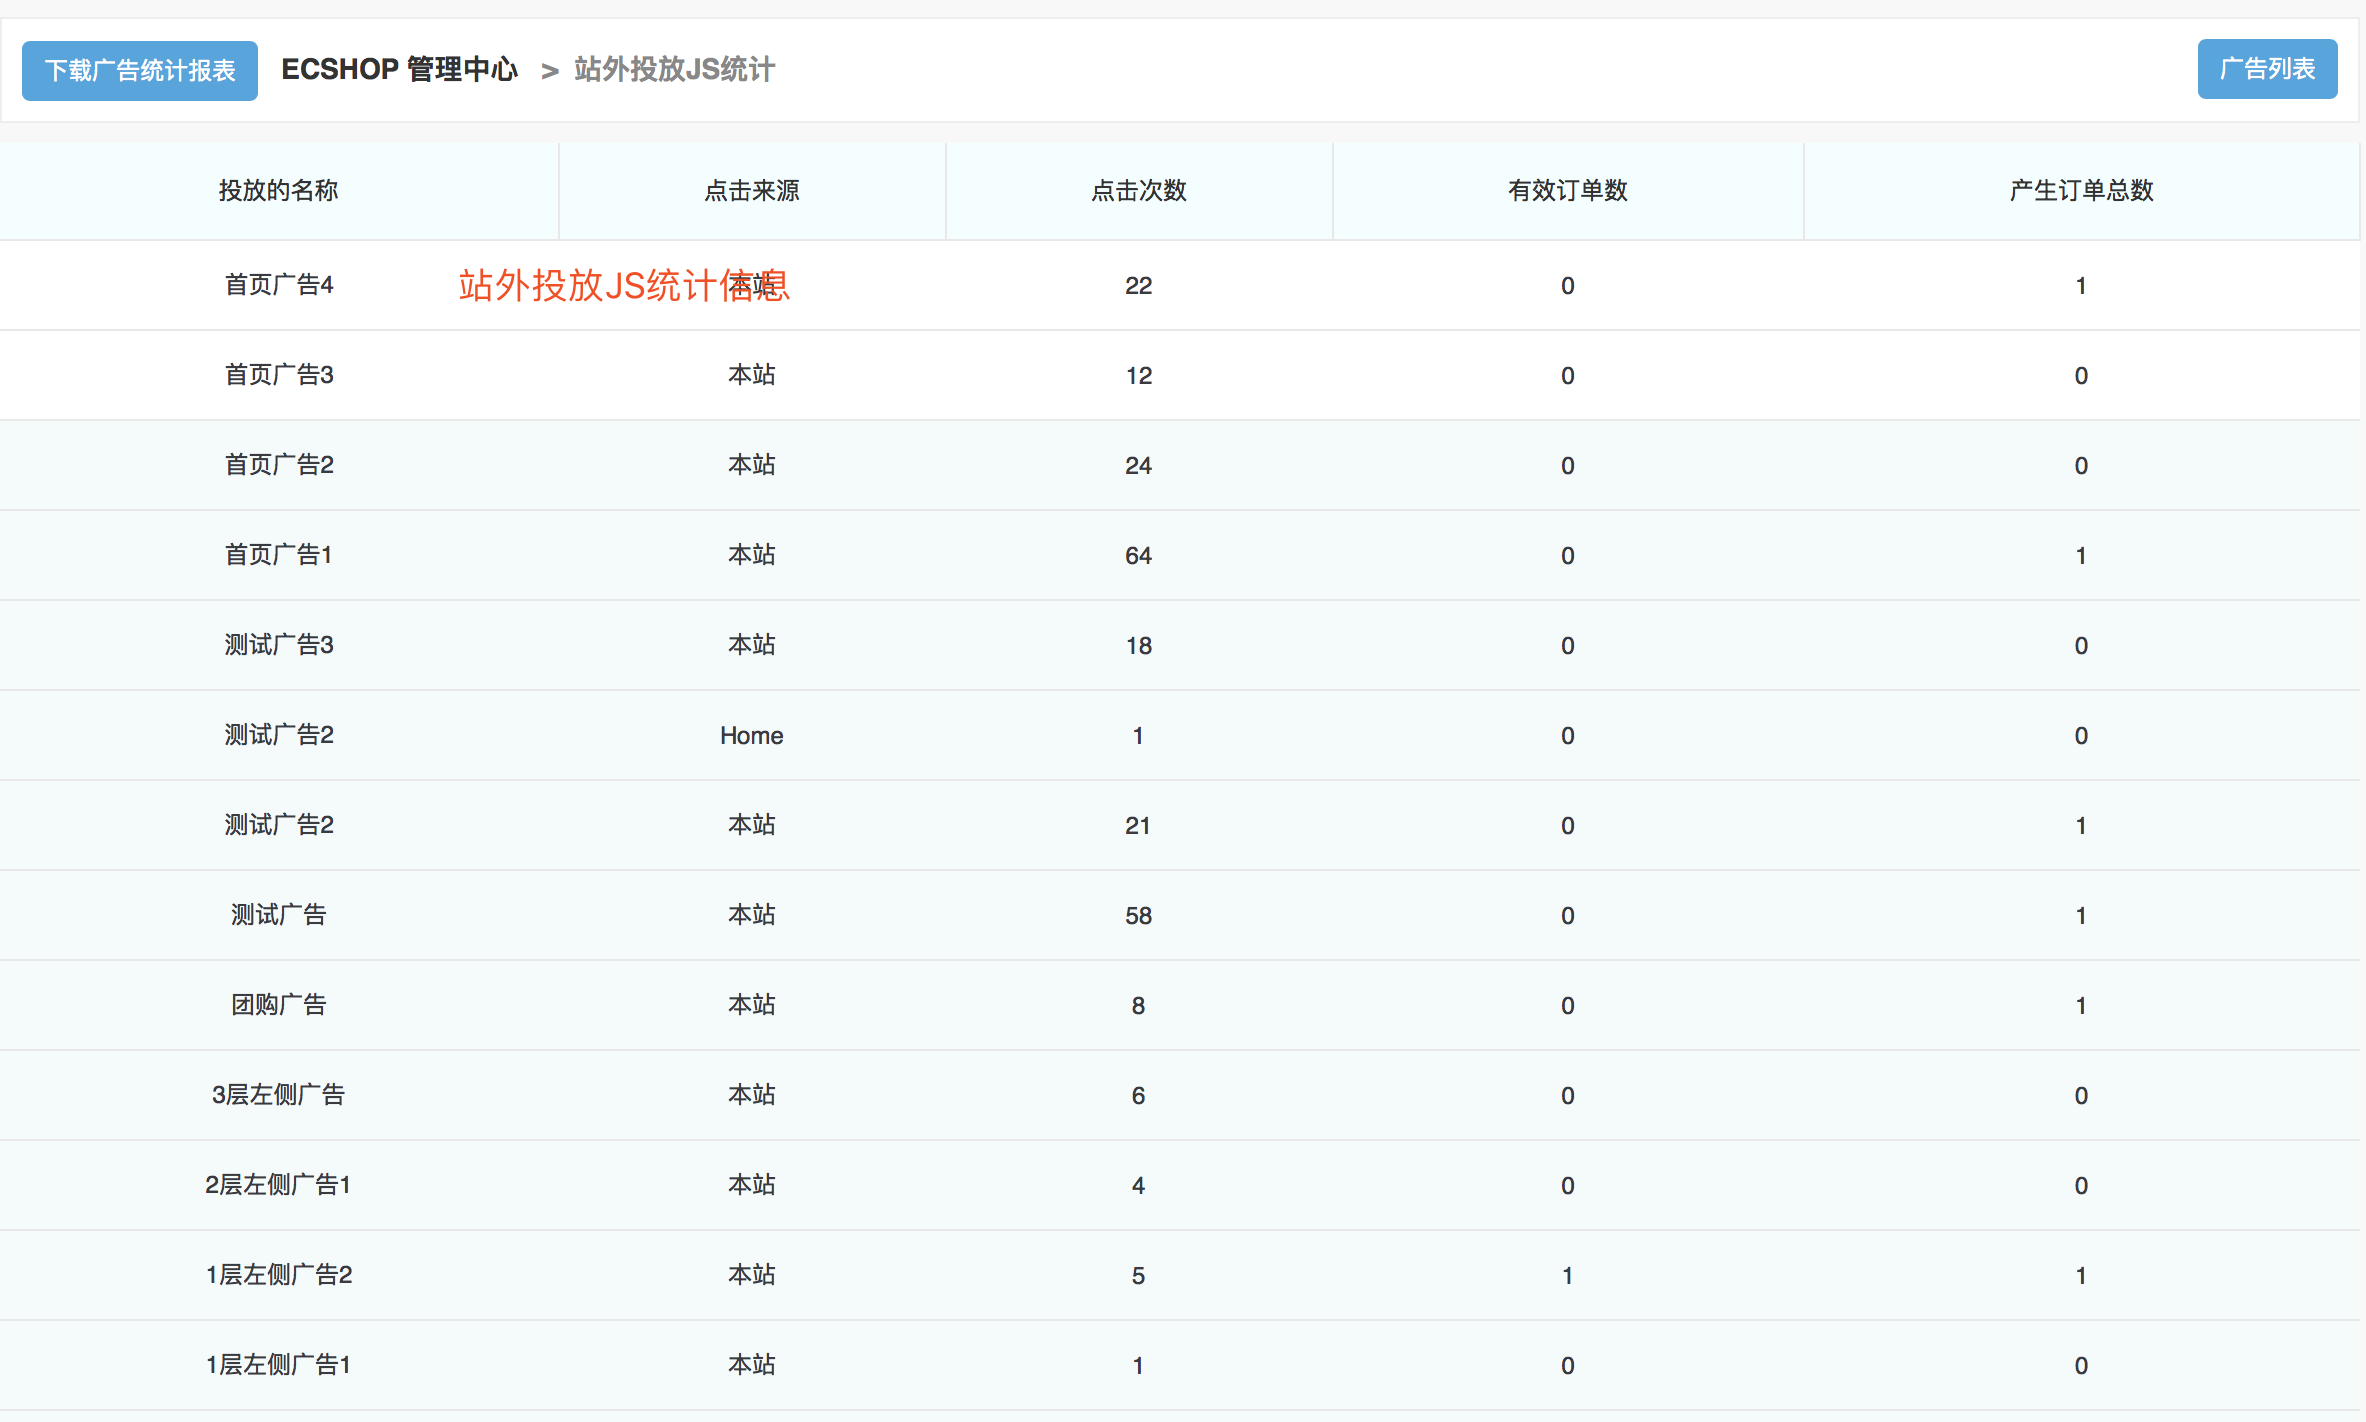 下载广告统计报表 ECSHOP 管理中心 > 站外投放JS统计 广告列表
投放的名称 点击来源 点击次数 有效订单数 产生订单总数
首页广告4 站外投放JS统计信息 本站 22 0 1
首页广告3 本站 12 0 0
首页广告2 本站 24 0 0
首页广告1 本站 64 0 1
测试广告3 本站 18 0 0
测试广告2 Home 1 0 0
测试广告2 本站 21 0 1
测试广告 本站 58 0 1
团购广告 本站 8 0 1
3层左侧广告 本站 6 0 0
2层左侧广告1 本站 4 0 0
1层左侧广告2 本站 5 1 1
1层左侧广告1 本站 1 0 0